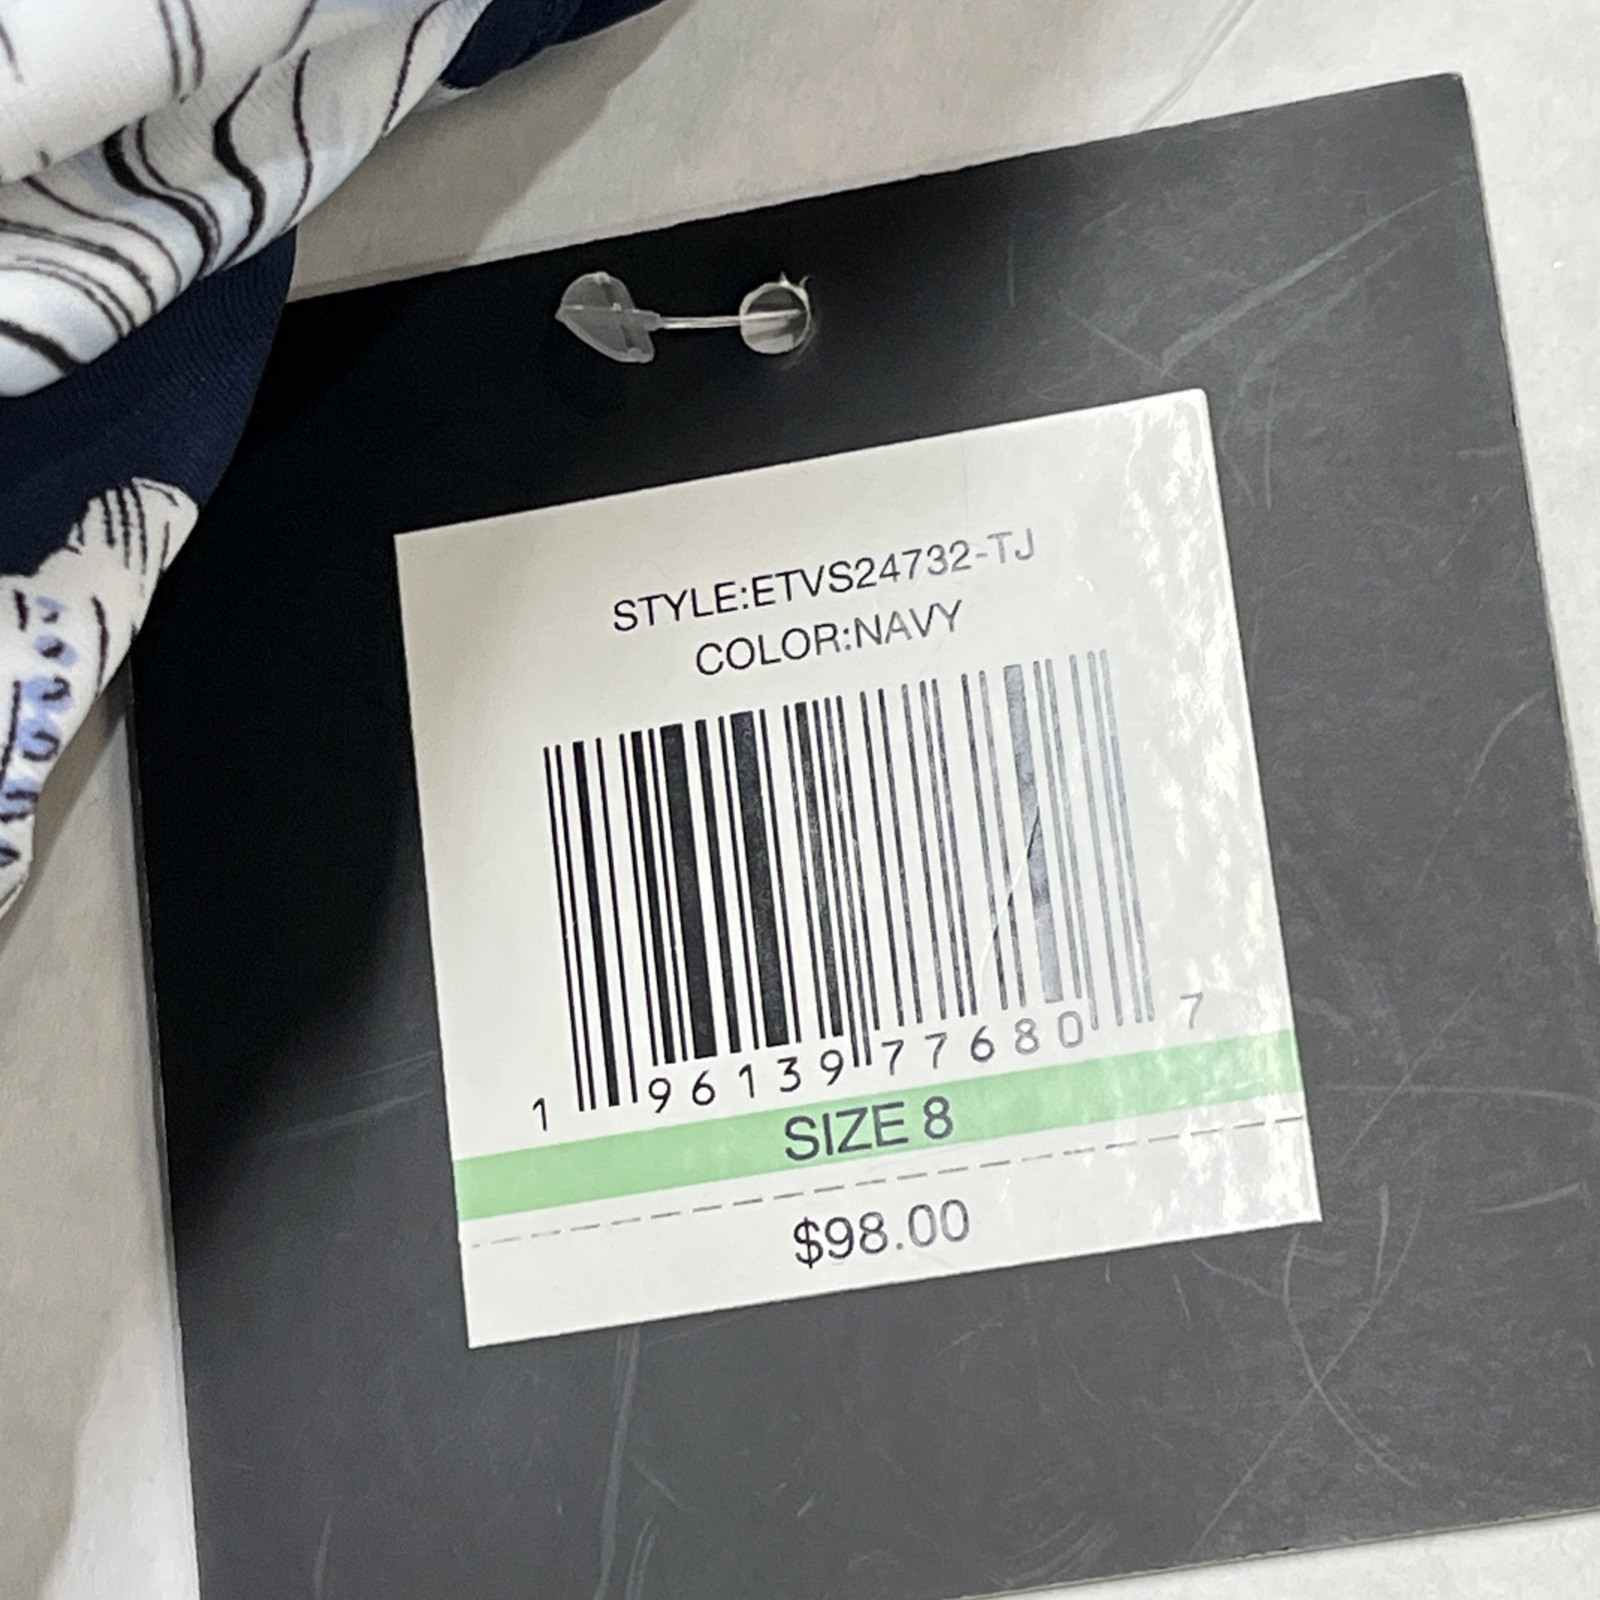 STYLE:ETVS24732-TJ
COLOR:NAVY
1 96139 77680 7
SIZE 8
$98.00